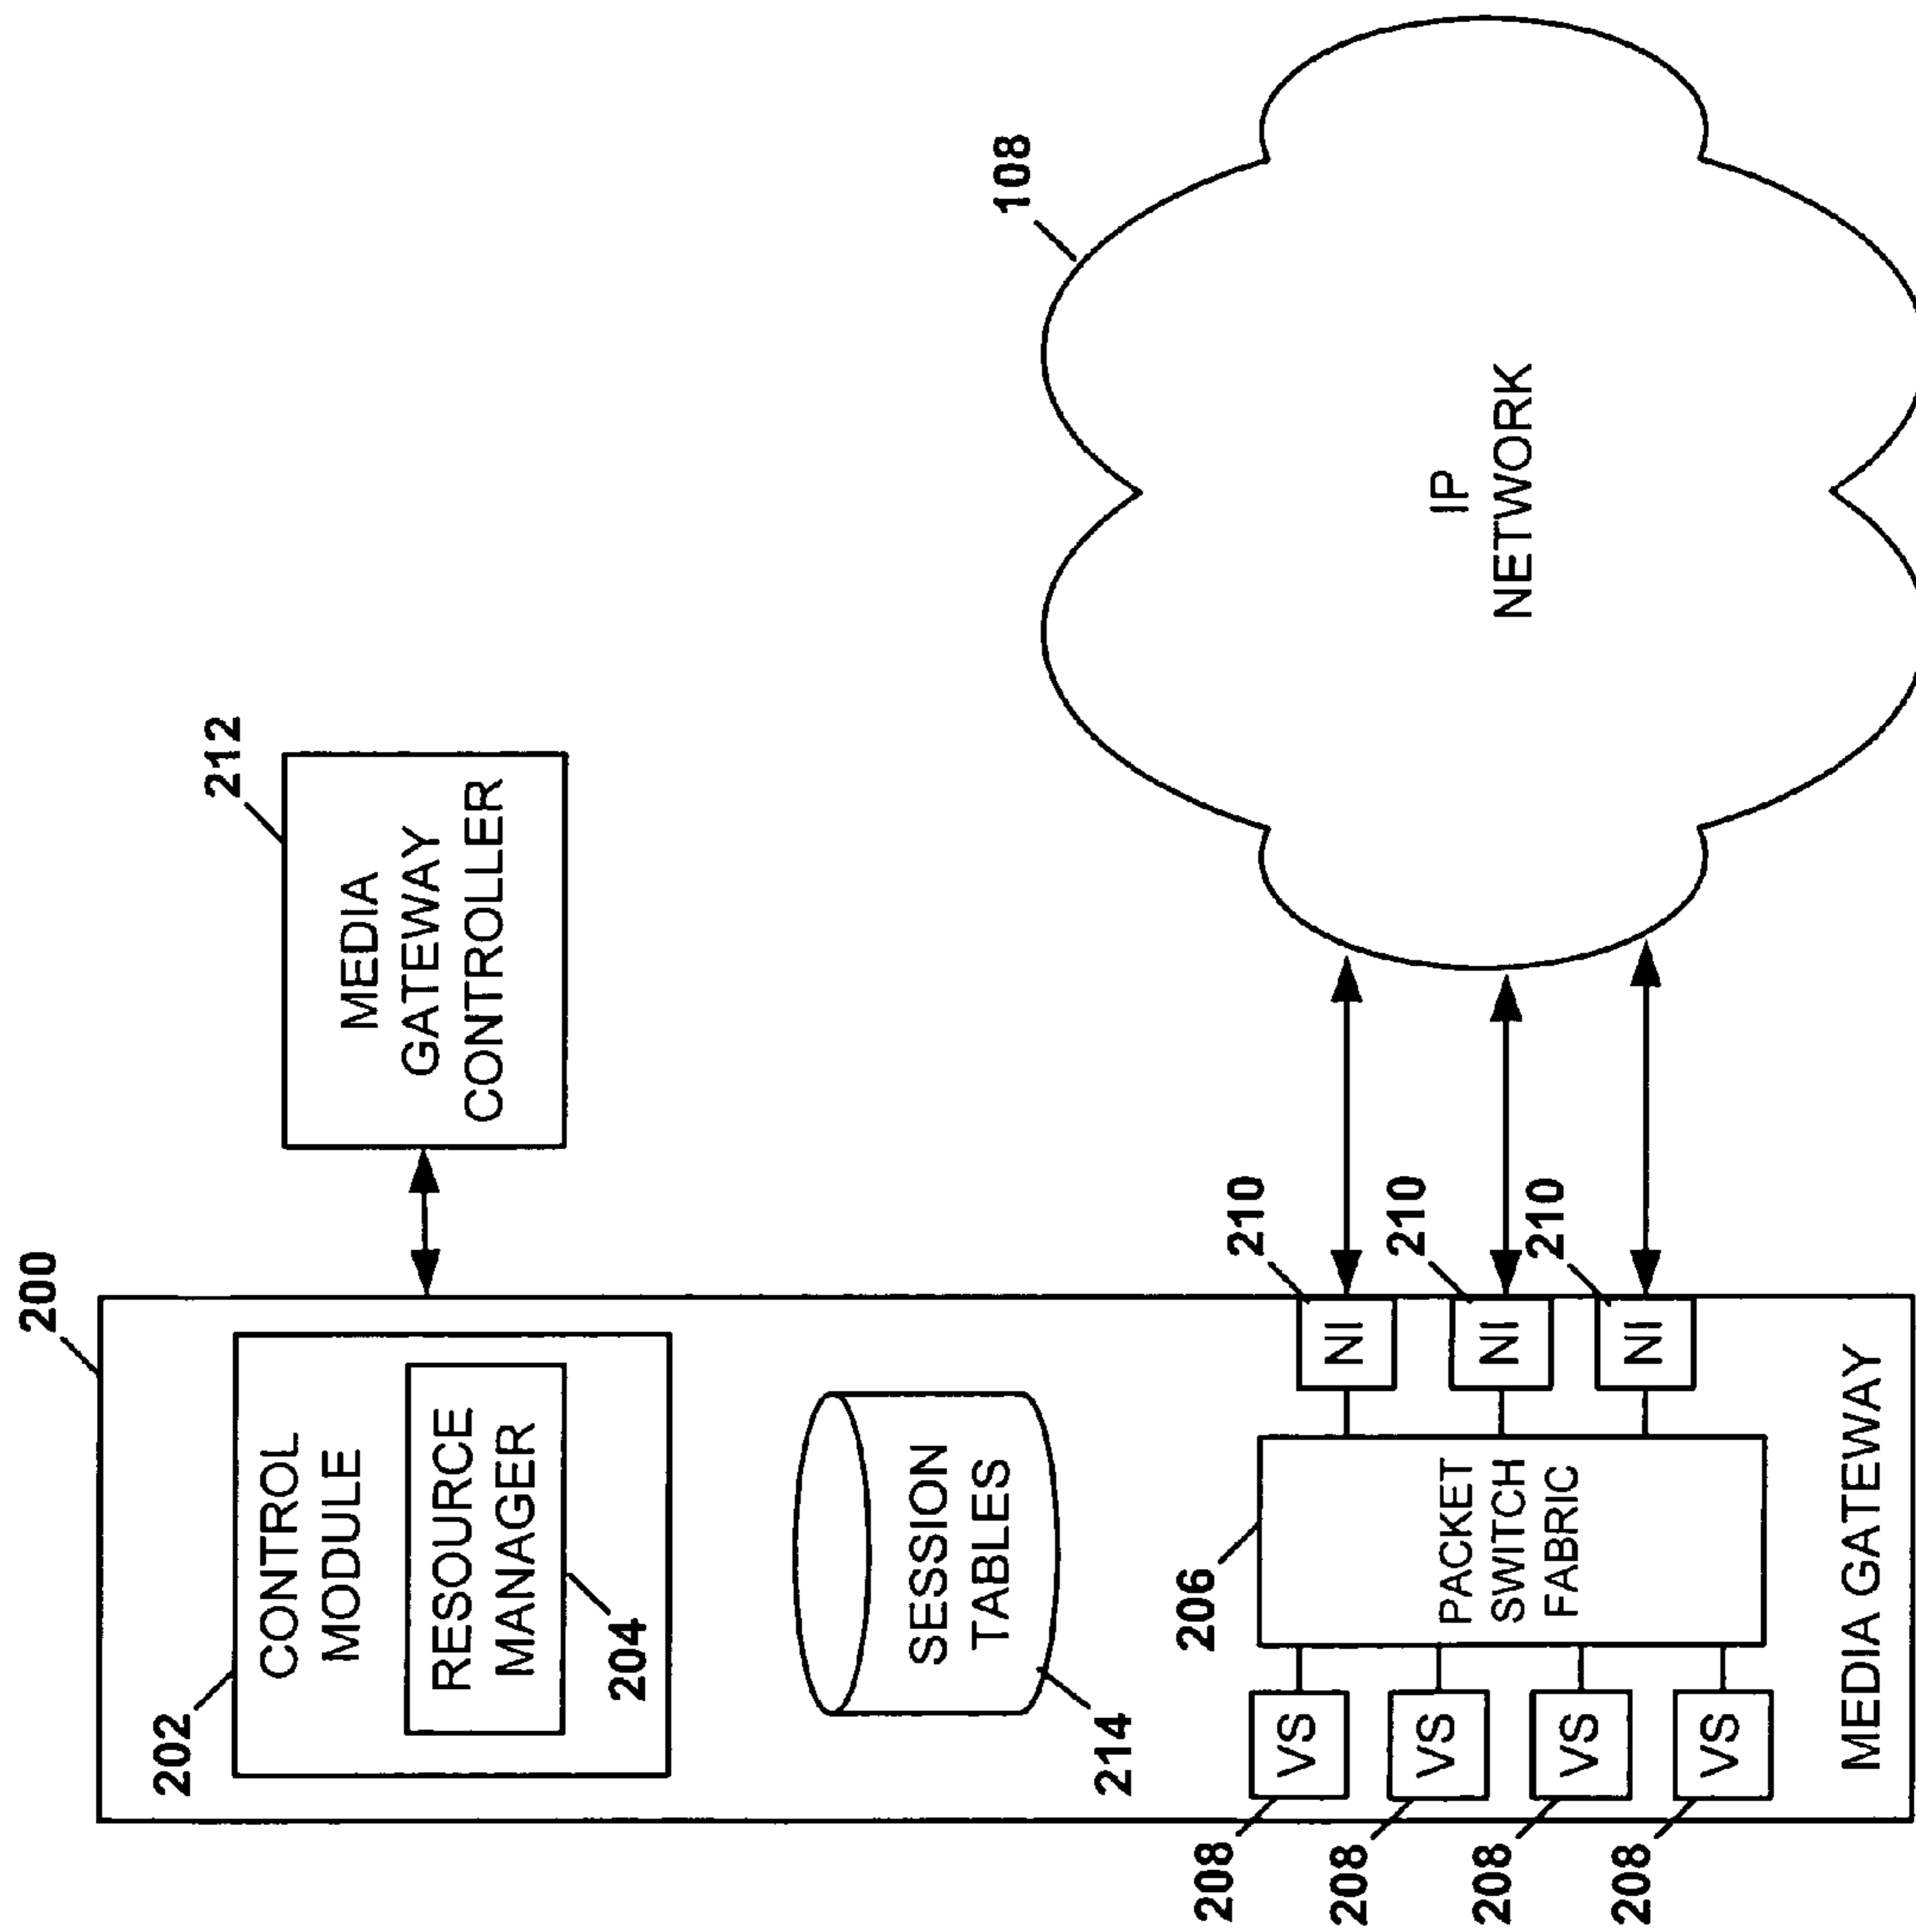 200
202
CONTROL
MODULE
RESOURCE
MANAGER
204
212
MEDIA
GATEWAY
CONTROLLER
SESSION
TABLES
214
108
IP
NETWORK
206
PACKET
SWITCH
FABRIC
208
VS
208
VS
208
VS
208
VS
210
NI
210
NI
210
NI
MEDIA GATEWAY